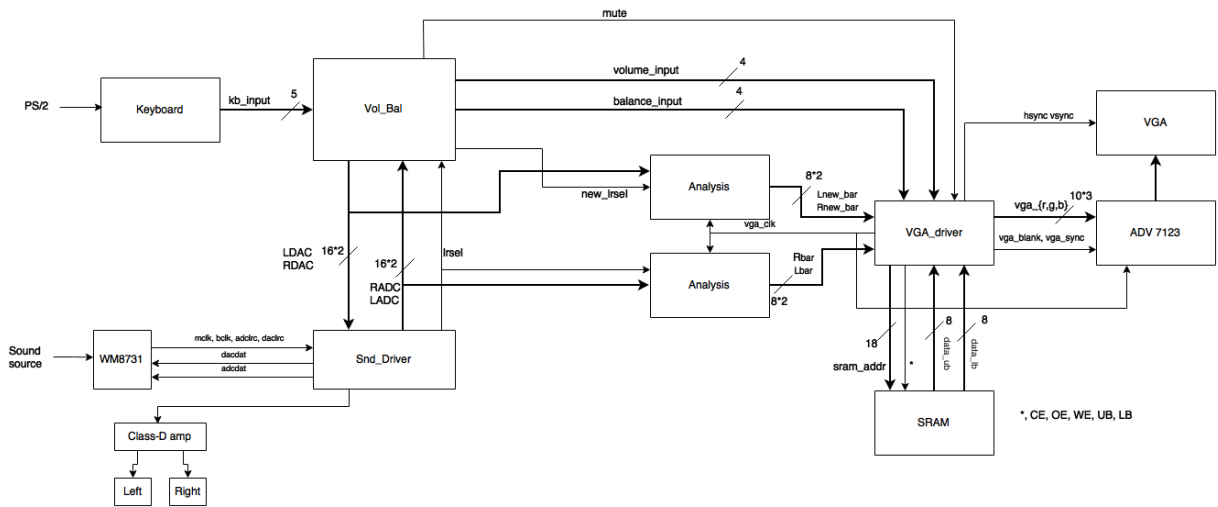 mute
volume_input
4
PS/2
Keyboard
kb_input
5
Vol_Bal
balance_input
4
hsync vsync
VGA
new_lrsel
Analysis
8*2
Lnew_bar
Rnew_bar
vga_clk
VGA_driver
vga_{r,g,b}
10*3
vga_blank, vga_sync
ADV 7123
LDAC
RDAC
16*2
16*2
RADC
LADC
lrsel
Analysis
Rbar
Lbar
8*2
Sound
source
WM8731
mclk, bclk, adclrc, daclrc
dacdat
adcdat
Snd_Driver
18
sram_addr
*
8
data_ub
8
data_lb
SRAM
*, CE, OE, WE, UB, LB
Class-D amp
Left
Right